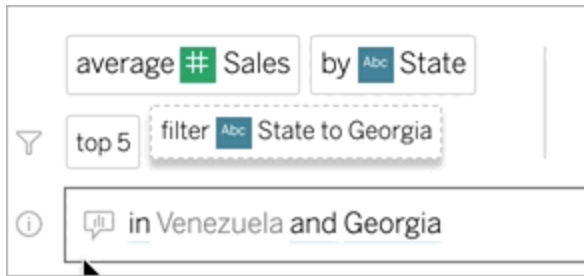 average # Sales by Abc State
top 5 filter Abc State to Georgia
in Venezuela and Georgia